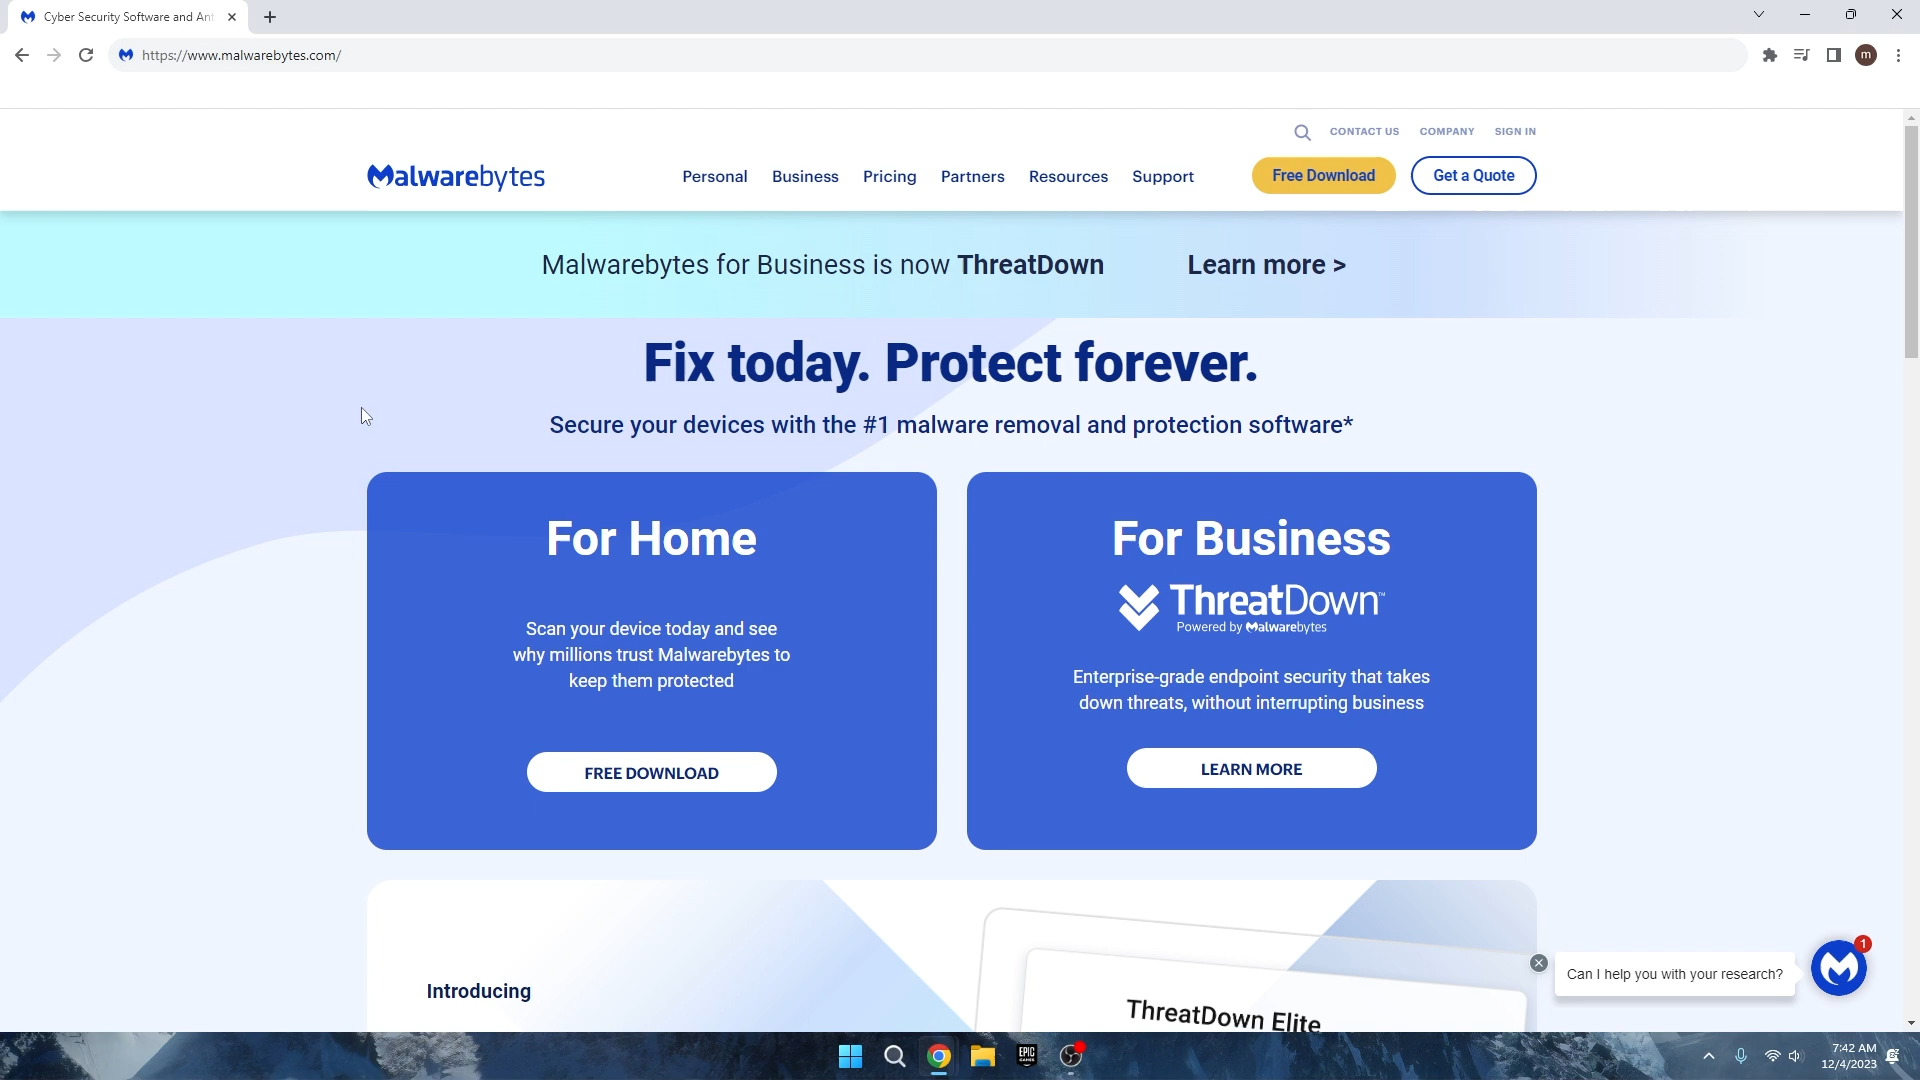 Cyber Security Software and Ant
https://www.malwarebytes.com/
m
CONTACT US COMPANY SIGN IN
Malwarebytes
Personal Business Pricing Partners Resources Support Free Download Get a Quote
Malwarebytes for Business is now ThreatDown Learn more >
Fix today. Protect forever.
Secure your devices with the #1 malware removal and protection software*
For Home
Scan your device today and see
why millions trust Malwarebytes to
keep them protected
FREE DOWNLOAD
For Business
ThreatDown™
Powered by Malwarebytes
Enterprise-grade endpoint security that takes
down threats, without interrupting business
LEARN MORE
Introducing
ThreatDown Elite
Can I help you with your research?
1
EPIC
GAMES
7:42 AM
12/4/2023